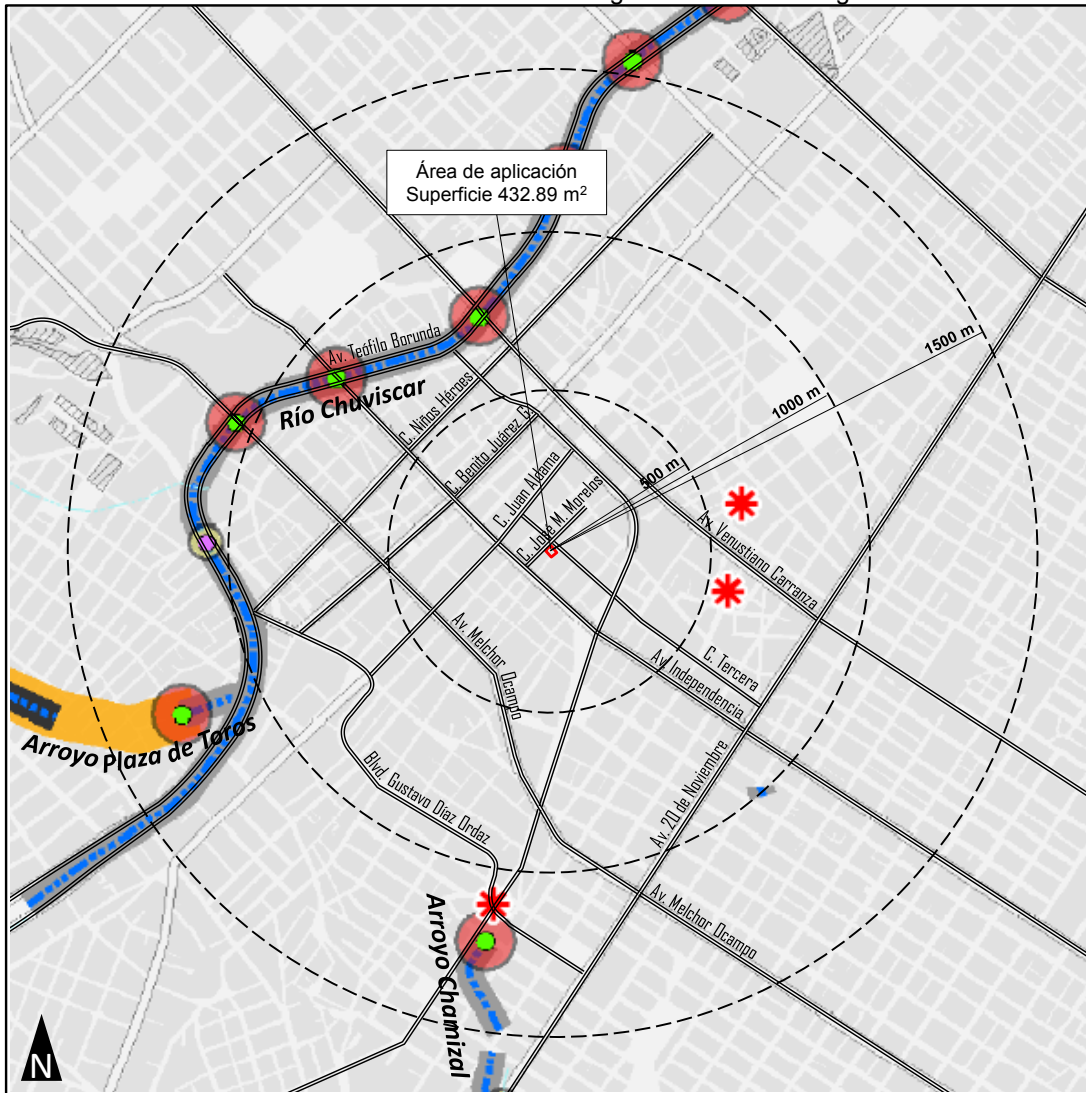 Área de aplicación
Superficie 432.89 m²
1500 m
Av. Teófilo Borunda
Río Chuviscar
C. Niños Héroes
1000 m
C. Benito Juárez G.
500 m
C. Juan Aldama
C. José M. Morelos
Av. Venustiano Carranza
Av. Melchor Ocampo
Av. Independencia
C. Tercera
Arroyo Plaza de Toros
Blvd. Gustavo Díaz Ordaz
Av. 20 de Noviembre
Av. Melchor Ocampo
Arroyo Chamizal
N